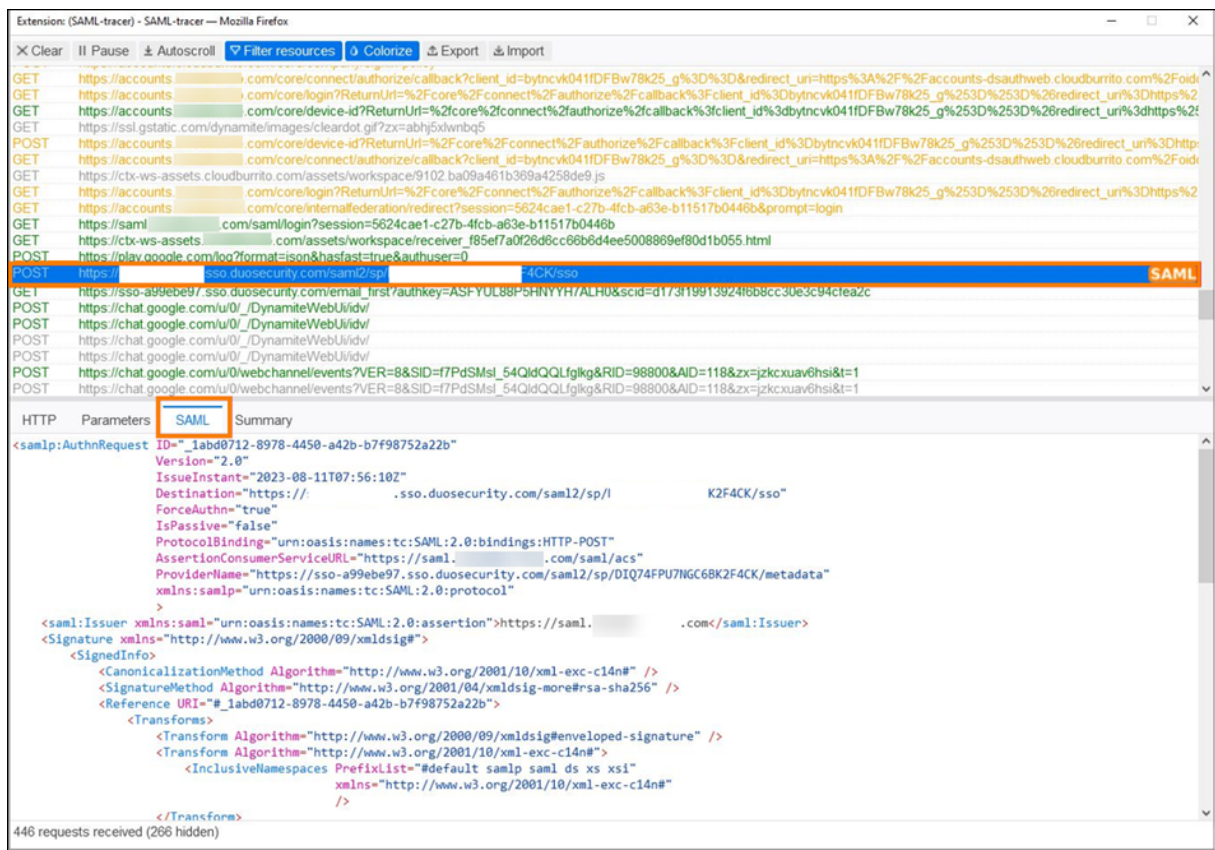 Extension: (SAML-tracer) - SAML-tracer — Mozilla Firefox
Clear Pause Autoscroll Filter resources Colorize Export Import
GET https://accounts. .com/core/connect/authorize/callback?client_id=bytncvk041fDFBw78k25_g%3D%3D&redirect_uri=https%3A%2F%2Faccounts-dsauthweb.cloudburrito.com%2Foidc
GET https://accounts. .com/core/login?ReturnUrl=%2Fcore%2Fconnect%2Fauthorize%2Fcallback%3Fclient_id%3Dbytncvk041fDFBw78k25_g%253D%253D%26redirect_uri%3Dhttps%2
GET https://accounts. .com/core/device-id?ReturnUrl=%2fcore%2fconnect%2fauthorize%2fcallback%3fclient_id%3dbytncvk041fDFBw78k25_g%253D%253D%26redirect_uri%3dhttps%25
GET https://ssl.gstatic.com/dynamite/images/cleardot.gif?zx=abhj5xlwnbq5
POST https://accounts. .com/core/device-id?ReturnUrl=%2Fcore%2Fconnect%2Fauthorize%2Fcallback%3Fclient_id%3Dbytncvk041fDFBw78k25_g%253D%253D%26redirect_uri%3Dhttp
GET https://accounts. .com/core/connect/authorize/callback?client_id=bytncvk041fDFBw78k25_g%3D%3D&redirect_uri=https%3A%2F%2Faccounts-dsauthweb.cloudburrito.com%2Foidc
GET https://ctx-ws-assets.cloudburrito.com/assets/workspace/9102.ba09a461b369a4258de9.js
GET https://accounts. .com/core/login?ReturnUrl=%2Fcore%2Fconnect%2Fauthorize%2Fcallback%3Fclient_id%3Dbytncvk041fDFBw78k25_g%253D%253D%26redirect_uri%3Dhttps%2
GET https://accounts. .com/core/internalfederation/redirect?session=5624cae1-c27b-4fcb-a63e-b11517b0446b&prompt=login
GET https://saml .com/saml/login?session=5624cae1-c27b-4fcb-a63e-b11517b0446b
GET https://ctx-ws-assets. .com/assets/workspace/receiver_f85ef7a0f26d6cc66b6d4ee5008869ef80d1b055.html
POST https://play.google.com/log?format=json&hasfast=true&authuser=0
POST https:// sso.duosecurity.com/saml2/sp/ F4CK/sso SAML
GET https://sso-a99ebe97.sso.duosecurity.com/email_first?authkey=ASFYUL88P5HNYYH7ALH0&scid=d173f19913924f6b8cc30e3c94cfea2c
POST https://chat.google.com/u/0/_/DynamiteWebUi/idv/
POST https://chat.google.com/u/0/_/DynamiteWebUi/idv/
POST https://chat.google.com/u/0/_/DynamiteWebUi/idv/
POST https://chat.google.com/u/0/_/DynamiteWebUi/idv/
POST https://chat.google.com/u/0/webchannel/events?VER=8&SID=f7PdSMsI_54QldQQLfglkg&RID=98800&AID=118&zx=jzkcxuav6hsi&t=1
POST https://chat.google.com/u/0/webchannel/events?VER=8&SID=f7PdSMsI_54QldQQLfglkg&RID=98800&AID=118&zx=jzkcxuav6hsi&t=1
HTTP Parameters SAML Summary
<samlp:AuthnRequest ID="_1abd0712-8978-4450-a42b-b7f98752a22b"
Version="2.0"
IssueInstant="2023-08-11T07:56:10Z"
Destination="https:// .sso.duosecurity.com/saml2/sp/ K2F4CK/sso"
ForceAuthn="true"
IsPassive="false"
ProtocolBinding="urn:oasis:names:tc:SAML:2.0:bindings:HTTP-POST"
AssertionConsumerServiceURL="https://saml. .com/saml/acs"
ProviderName="https://sso-a99ebe97.sso.duosecurity.com/saml2/sp/DIQ74FPU7NGC6BK2F4CK/metadata"
xmlns:samlp="urn:oasis:names:tc:SAML:2.0:protocol"
>
<saml:Issuer xmlns:saml="urn:oasis:names:tc:SAML:2.0:assertion">https://saml. .com</saml:Issuer>
<Signature xmlns="http://www.w3.org/2000/09/xmldsig#">
<SignedInfo>
<CanonicalizationMethod Algorithm="http://www.w3.org/2001/10/xml-exc-c14n#" />
<SignatureMethod Algorithm="http://www.w3.org/2001/04/xmldsig-more#rsa-sha256" />
<Reference URI="#_1abd0712-8978-4450-a42b-b7f98752a22b">
<Transforms>
<Transform Algorithm="http://www.w3.org/2000/09/xmldsig#enveloped-signature" />
<Transform Algorithm="http://www.w3.org/2001/10/xml-exc-c14n#">
<InclusiveNamespaces PrefixList="#default samlp saml ds xs xsi"
xmlns="http://www.w3.org/2001/10/xml-exc-c14n#"
/>
</Transform>
446 requests received (266 hidden)